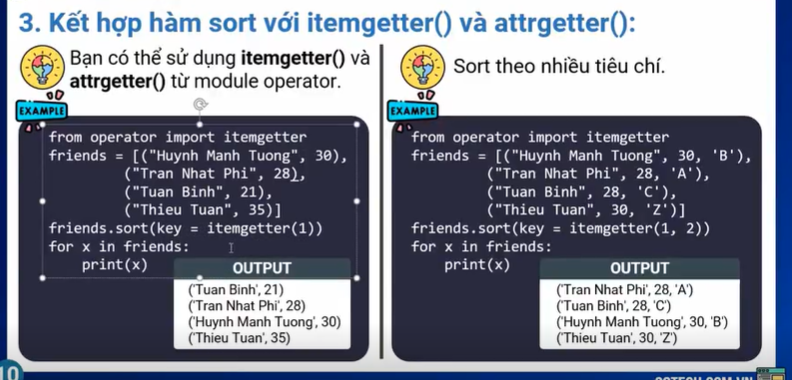 3. Kết hợp hàm sort với itemgetter() và attrgetter():
Bạn có thể sử dụng itemgetter() và
attrgetter() từ module operator.
EXAMPLE
from operator import itemgetter
friends = [("Huynh Manh Tuong", 30),
("Tran Nhat Phi", 28),
("Tuan Binh", 21),
("Thieu Tuan", 35)]
friends.sort(key = itemgetter(1))
for x in friends:
print(x)
OUTPUT
('Tuan Binh', 21)
('Tran Nhat Phi', 28)
('Huynh Manh Tuong', 30)
('Thieu Tuan', 35)
Sort theo nhiều tiêu chí.
EXAMPLE
from operator import itemgetter
friends = [("Huynh Manh Tuong", 30, 'B'),
("Tran Nhat Phi", 28, 'A'),
("Tuan Binh", 28, 'C'),
("Thieu Tuan", 30, 'Z')]
friends.sort(key = itemgetter(1, 2))
for x in friends:
print(x)
OUTPUT
('Tran Nhat Phi', 28, 'A')
('Tuan Binh', 28, 'C')
('Huynh Manh Tuong', 30, 'B')
('Thieu Tuan', 30, 'Z')
10